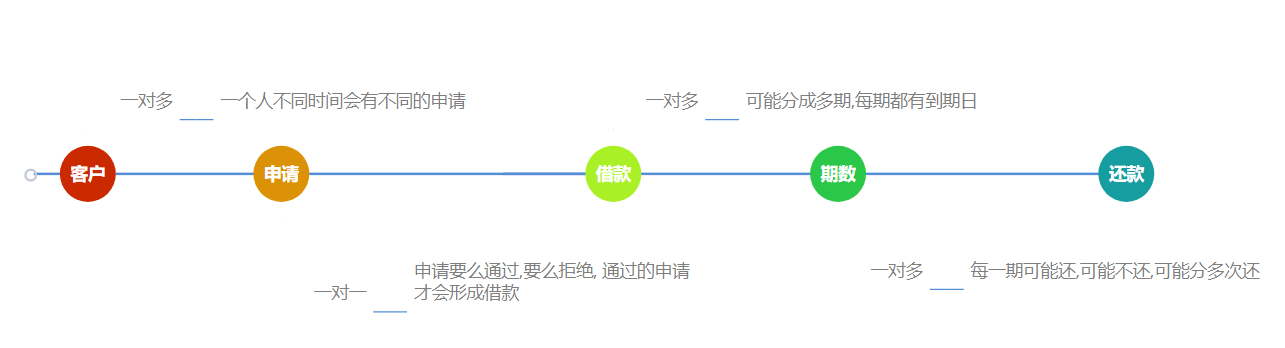 一对多
一个人不同时间会有不同的申请
一对多
可能分成多期,每期都有到期日
客户
申请
借款
期数
还款
一对一
申请要么通过,要么拒绝, 通过的申请
才会形成借款
一对多
每一期可能还,可能不还,可能分多次还